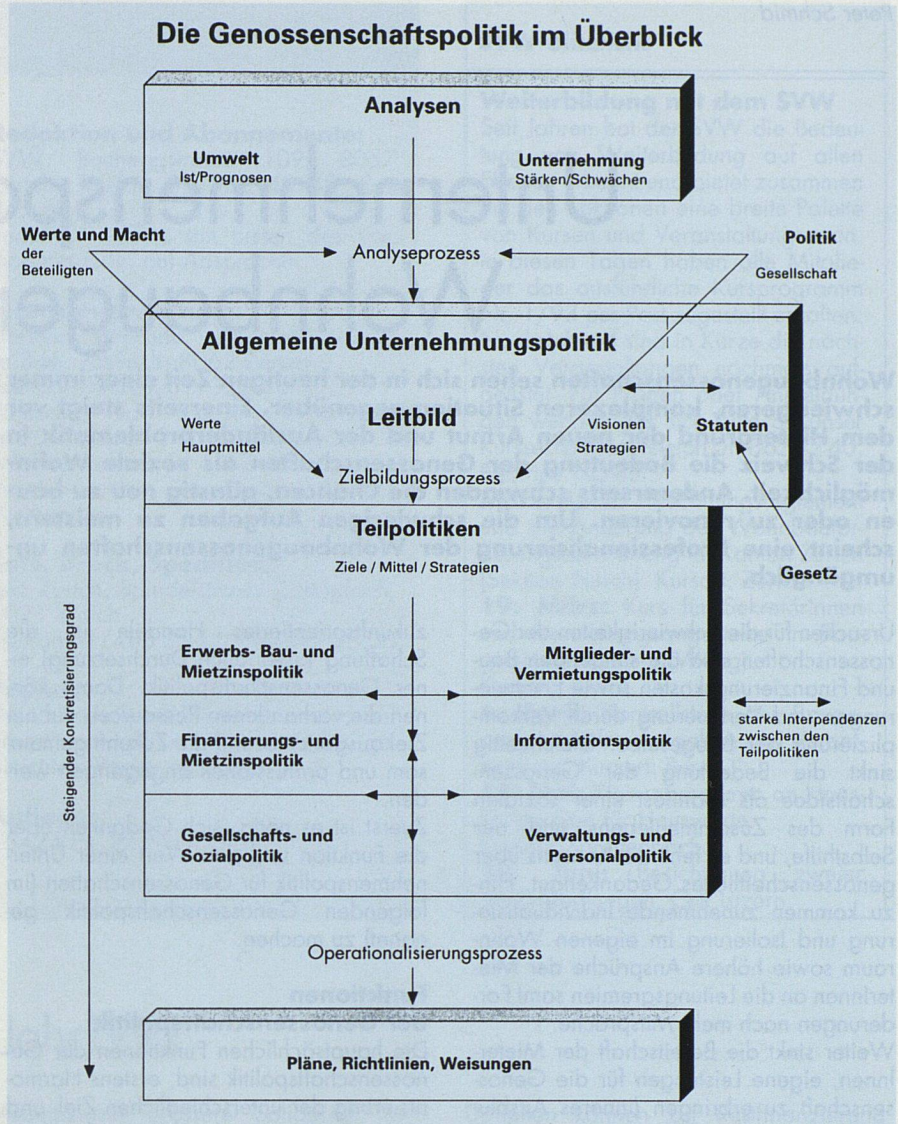 Die Genossenschaftspolitik im Überblick
Analysen
Umwelt
Ist/Prognosen
Unternehmung
Stärken/Schwächen
Werte und Macht
der
Beteiligten
Analyseprozess
Politik
Gesellschaft
Allgemeine Unternehmungspolitik
Leitbild
Werte
Hauptmittel
Visionen
Strategien
Statuten
Zielbildungsprozess
Teilpolitiken
Ziele / Mittel / Strategien
Gesetz
Steigender Konkretisierungsgrad
Erwerbs- Bau- und
Mietzinspolitik
Mitglieder- und
Vermietungspolitik
starke Interpendenzen
zwischen den
Teilpolitiken
Finanzierungs- und
Mietzinspolitik
Informationspolitik
Gesellschafts- und
Sozialpolitik
Verwaltungs- und
Personalpolitik
Operationalisierungsprozess
Pläne, Richtlinien, Weisungen